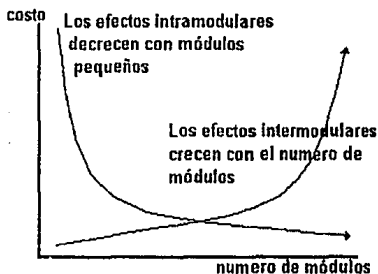 costo
Los efectos intramodulares
decrecen con módulos
pequeños
Los efectos intermodulares
crecen con el numero de
módulos
numero de módulos